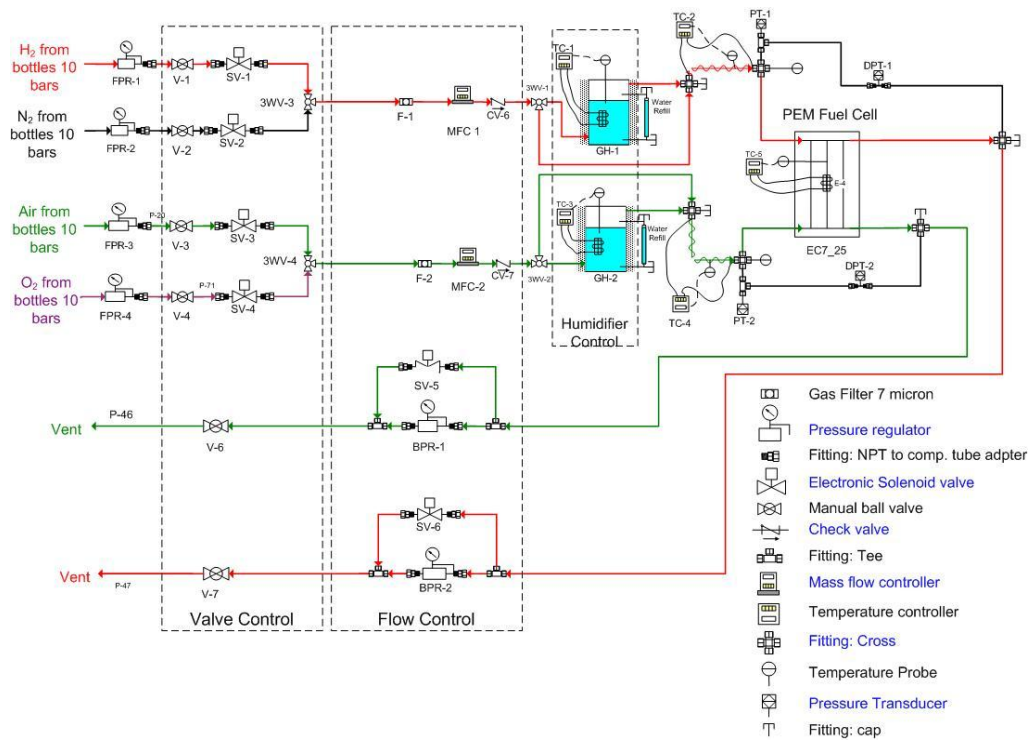 H₂ from
bottles 10
bars
FPR-1
V-1
SV-1
N₂ from
bottles 10
bars
FPR-2
V-2
SV-2
3WV-3
F-1
MFC 1
CV-6
3WV-1
TC-1
GH-1
Water
Refill
TC-2
PT-1
DPT-1
PEM Fuel Cell
TC-5
E-4
EC7_25
Air from
bottles 10
bars
FPR-3
P-20
V-3
SV-3
O₂ from
bottles 10
bars
FPR-4
V-4
P-71
SV-4
3WV-4
F-2
MFC-2
CV-7
3WV-2
TC-3
GH-2
Water
Refill
TC-4
PT-2
DPT-2
Humidifier
Control
SV-5
BPR-1
Vent
P-46
V-6
SV-6
BPR-2
Vent
P-47
V-7
Valve Control
Flow Control
Gas Filter 7 micron
Pressure regulator
Fitting: NPT to comp. tube adpter
Electronic Solenoid valve
Manual ball valve
Check valve
Fitting: Tee
Mass flow controller
Temperature controller
Fitting: Cross
Temperature Probe
Pressure Transducer
Fitting: cap